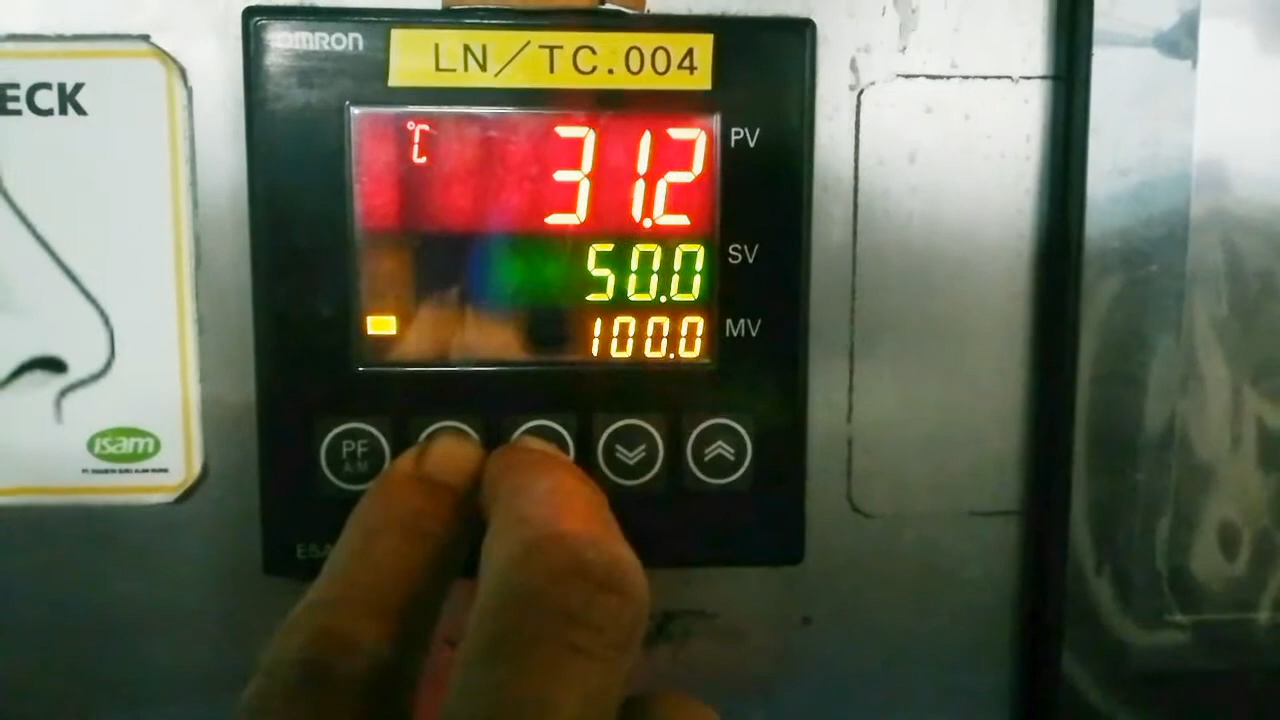 ECK
OMRON
LN/TC.004
℃ 31.2 PV
50.0 SV
100.0 MV
PF
isam